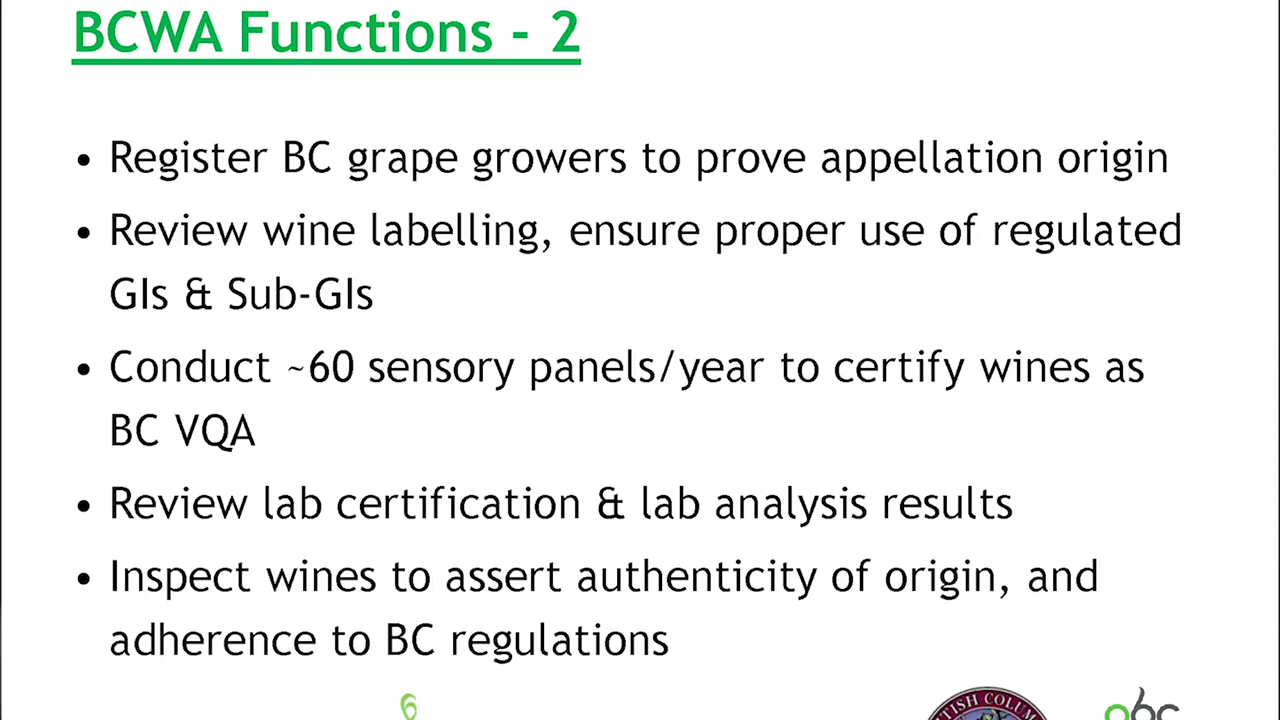 BCWA Functions - 2
• Register BC grape growers to prove appellation origin
• Review wine labelling, ensure proper use of regulated
GIs & Sub-GIs
• Conduct ~60 sensory panels/year to certify wines as
BC VQA
• Review lab certification & lab analysis results
• Inspect wines to assert authenticity of origin, and
adherence to BC regulations
6